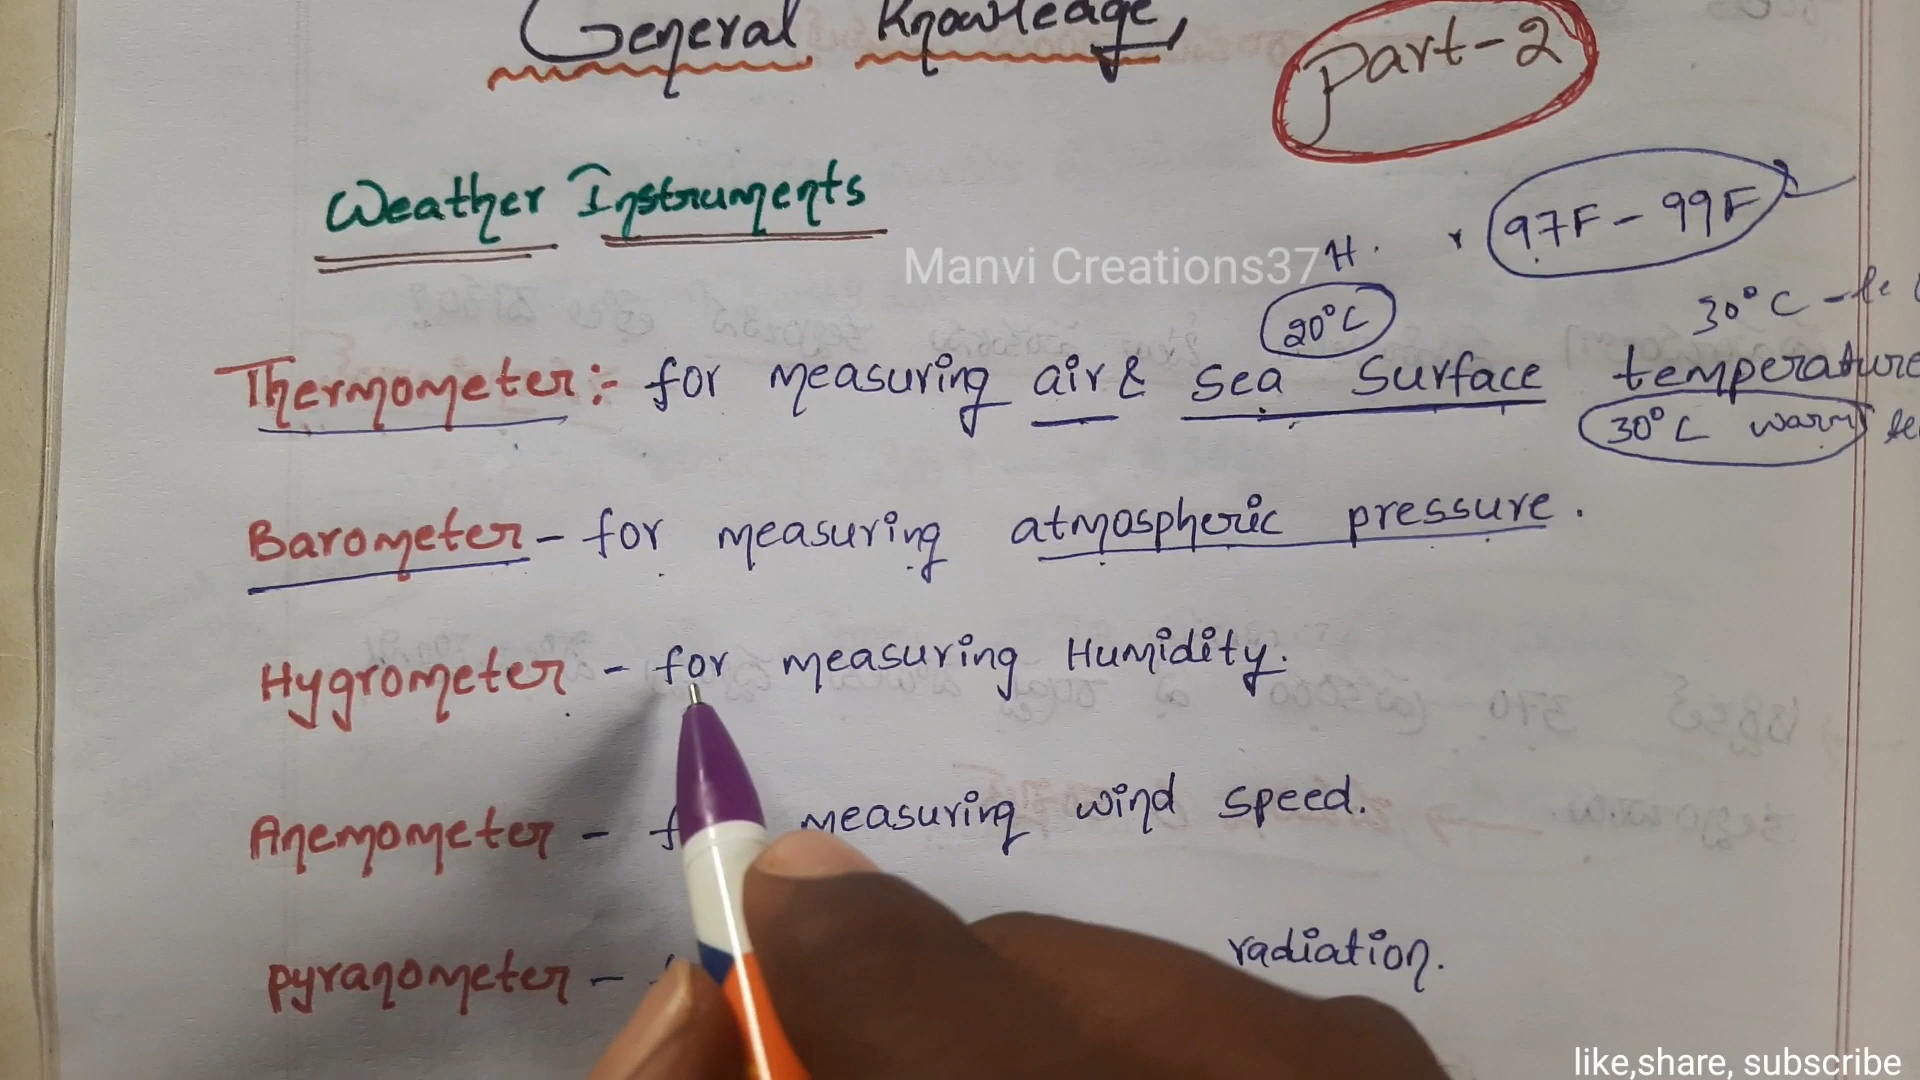 General Knowledge,
Part-2
Weather Instruments
97F - 99F
Manvi Creations37
H.
20°C
30°C -
Thermometer:- for measuring air & sea surface temperature
30°C warm
Barometer - for measuring atmospheric pressure.
Hygrometer - for measuring Humidity.
Anemometer - measuring wind speed.
pyranometer - radiation.
like,share, subscribe